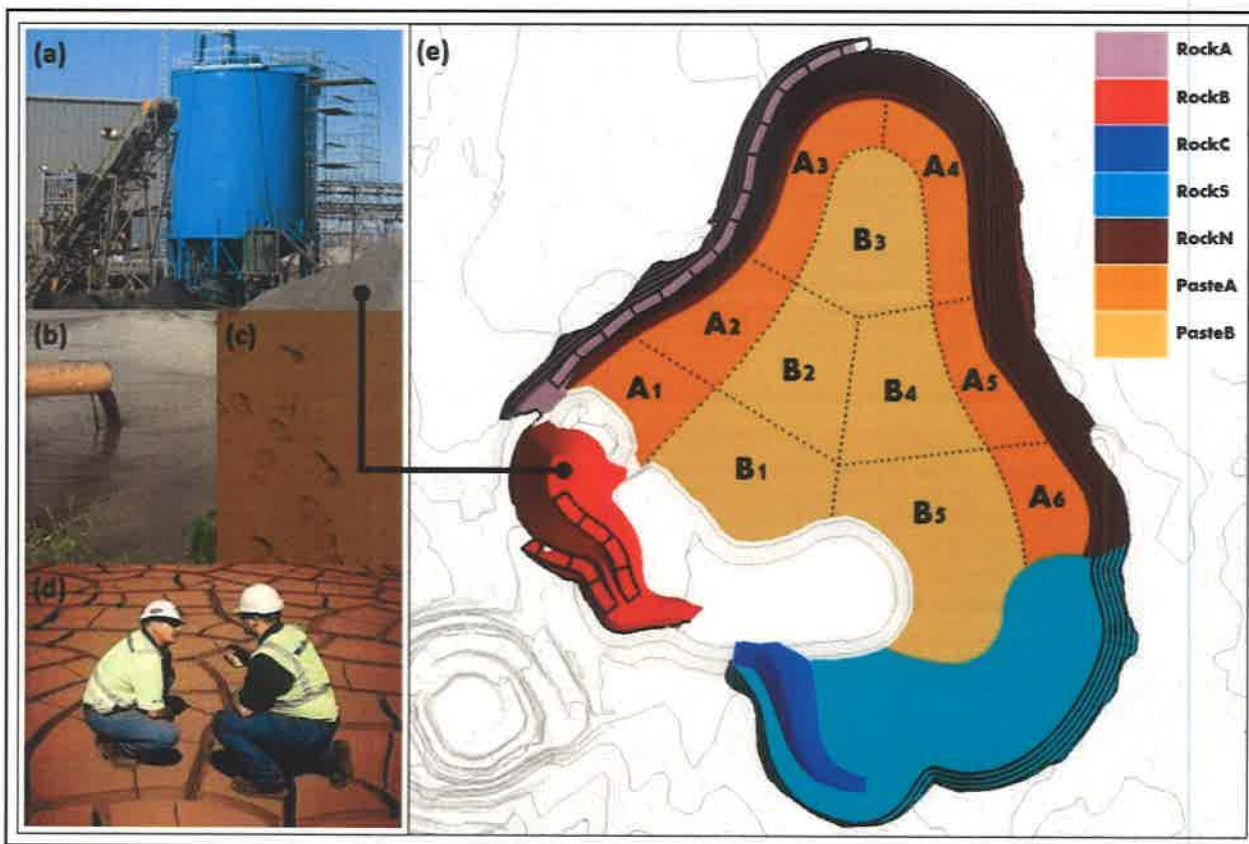 (a)
(b)
(c)
(d)
(e)
RockA
RockB
RockC
RockS
RockN
PasteA
PasteB
A3
A4
B3
A2
A1
B2
B4
A5
B1
B5
A6